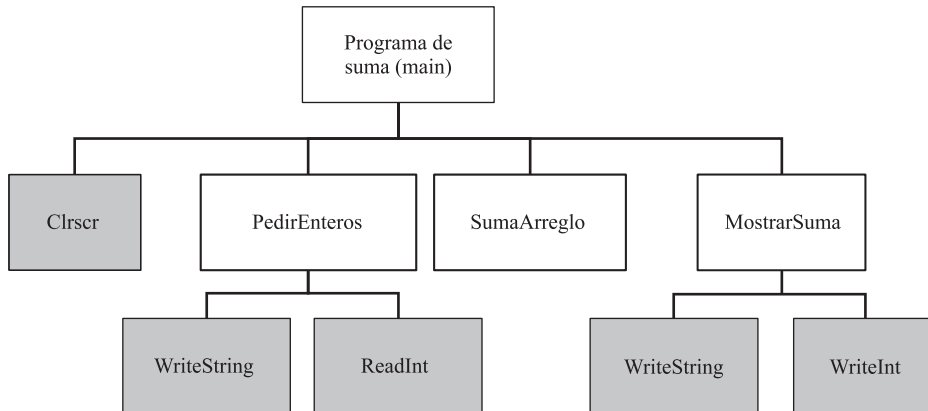 Programa de
suma (main)
Clrscr
PedirEnteros
SumaArreglo
MostrarSuma
WriteString
ReadInt
WriteString
WriteInt